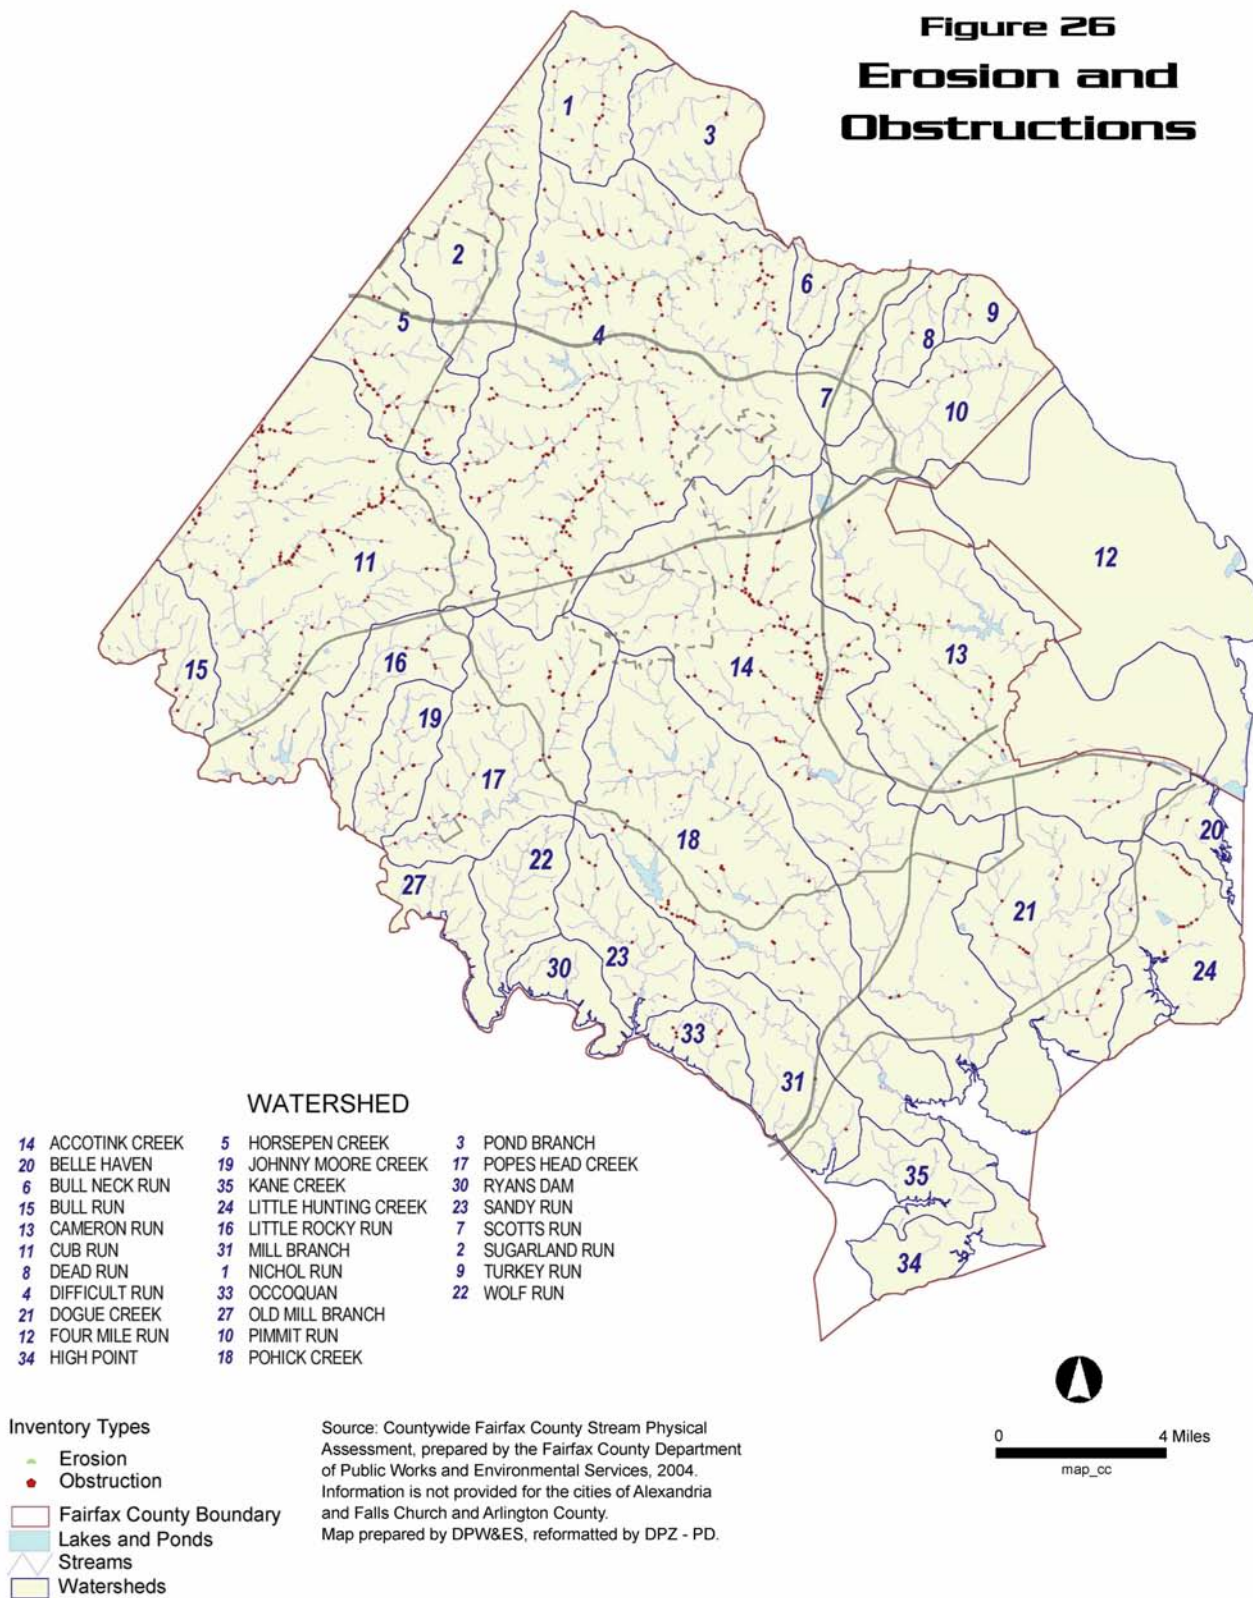 Figure 26
Erosion and
Obstructions
1
3
2
6
9
5
4
8
7
10
12
11
13
14
15
16
19
17
20
18
22
27
21
23
24
30
33
31
35
34
WATERSHED
14 ACCOTINK CREEK
20 BELLE HAVEN
6 BULL NECK RUN
15 BULL RUN
13 CAMERON RUN
11 CUB RUN
8 DEAD RUN
4 DIFFICULT RUN
21 DOGUE CREEK
12 FOUR MILE RUN
34 HIGH POINT
5 HORSEPEN CREEK
19 JOHNNY MOORE CREEK
35 KANE CREEK
24 LITTLE HUNTING CREEK
16 LITTLE ROCKY RUN
31 MILL BRANCH
1 NICHOL RUN
33 OCCOQUAN
27 OLD MILL BRANCH
10 PIMMIT RUN
18 POHICK CREEK
3 POND BRANCH
17 POPES HEAD CREEK
30 RYANS DAM
23 SANDY RUN
7 SCOTTS RUN
2 SUGARLAND RUN
9 TURKEY RUN
22 WOLF RUN
Inventory Types
Erosion
Obstruction
Fairfax County Boundary
Lakes and Ponds
Streams
Watersheds
Source: Countywide Fairfax County Stream Physical
Assessment, prepared by the Fairfax County Department
of Public Works and Environmental Services, 2004.
Information is not provided for the cities of Alexandria
and Falls Church and Arlington County.
Map prepared by DPW&ES, reformatted by DPZ - PD.
0 4 Miles
map_cc